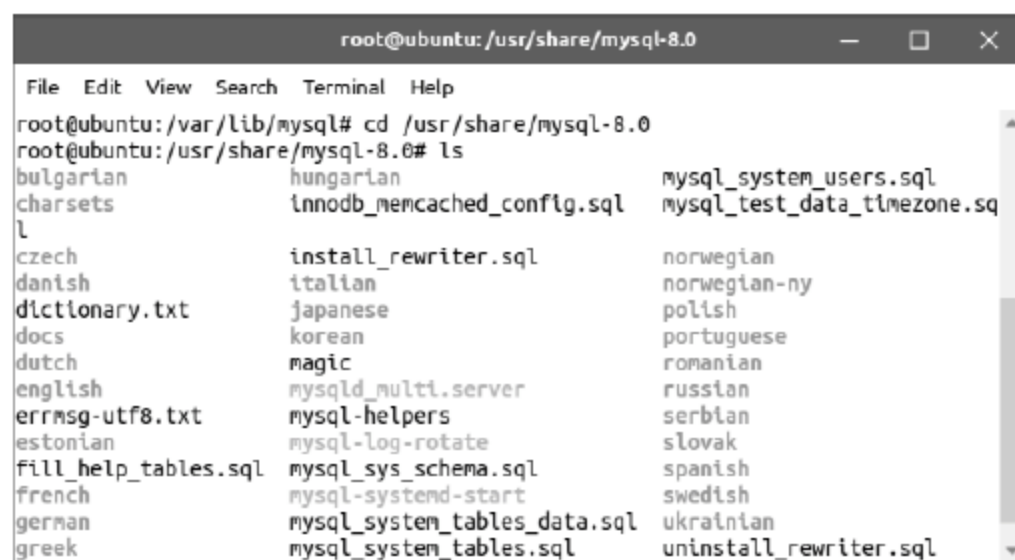 root@ubuntu: /usr/share/mysql-8.0
File Edit View Search Terminal Help
root@ubuntu:/var/lib/mysql# cd /usr/share/mysql-8.0
root@ubuntu:/usr/share/mysql-8.0# ls
bulgarian hungarian mysql_system_users.sql
charsets innodb_memcached_config.sql mysql_test_data_timezone.sq
l
czech install_rewriter.sql norwegian
danish italian norwegian-ny
dictionary.txt japanese polish
docs korean portuguese
dutch magic romanian
english mysqld_multi.server russian
errmsg-utf8.txt mysql-helpers serbian
estonian mysql-log-rotate slovak
fill_help_tables.sql mysql_sys_schema.sql spanish
french mysql-systemd-start swedish
german mysql_system_tables_data.sql ukrainian
greek mysql_system_tables.sql uninstall_rewriter.sql